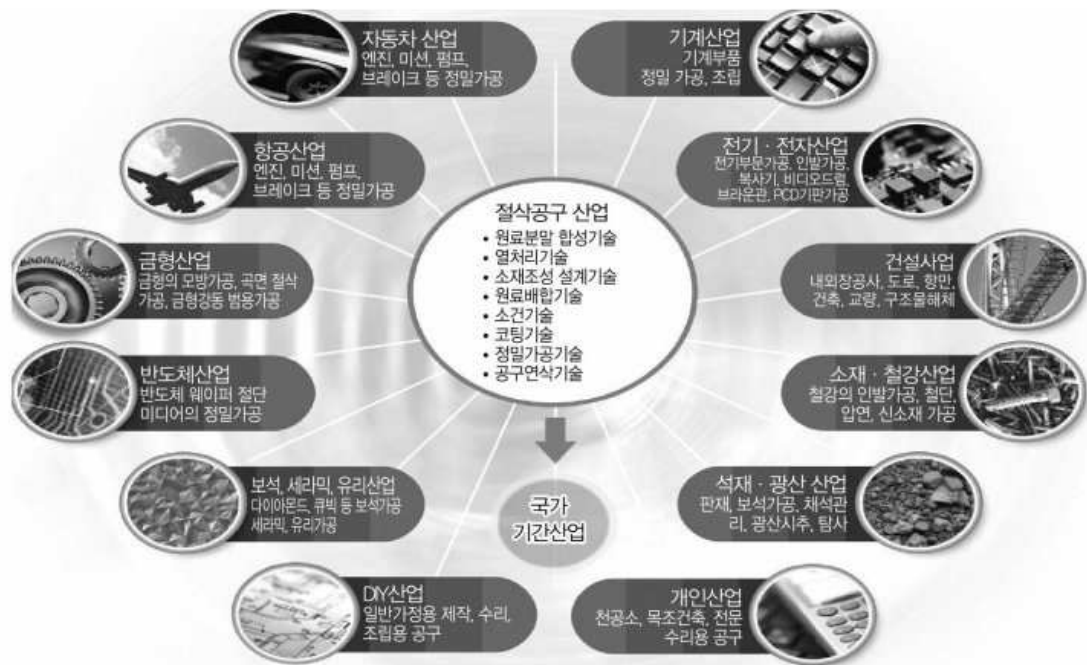 자동차 산업
엔진, 미션, 펌프,
브레이크 등 정밀가공
기계산업
기계부품
정밀 가공, 조립
항공산업
엔진, 미션, 펌프,
브레이크 등 정밀가공
전기 · 전자산업
전기부문가공, 인발가공,
복사기, 비디오드럼,
브라운관, PCD기판가공
절삭공구 산업
• 원료분말 합성기술
• 열처리기술
• 소재조성 설계기술
• 원료배합기술
• 소건기술
• 코팅기술
• 정밀가공기술
• 공구연삭기술
금형산업
금형의 모방가공, 곡면 절삭
가공, 금형강동 범용가공
건설사업
내외장공사, 도로, 항만,
건축, 교량, 구조물해체
반도체산업
반도체 웨이퍼 절단
미디어의 정밀가공
소재 · 철강산업
철강의 인발가공, 철단,
압연, 신소재 가공
보석, 세라믹, 유리산업
다이아몬드, 큐빅 등 보석가공
세라믹, 유리가공
석재 · 광산 산업
판재, 보석가공, 채석관
리, 광산시추, 탐사
국가
기간산업
DIY산업
일반가정용 제작, 수리,
조립용 공구
개인산업
천공소, 목조건축, 전문
수리용 공구